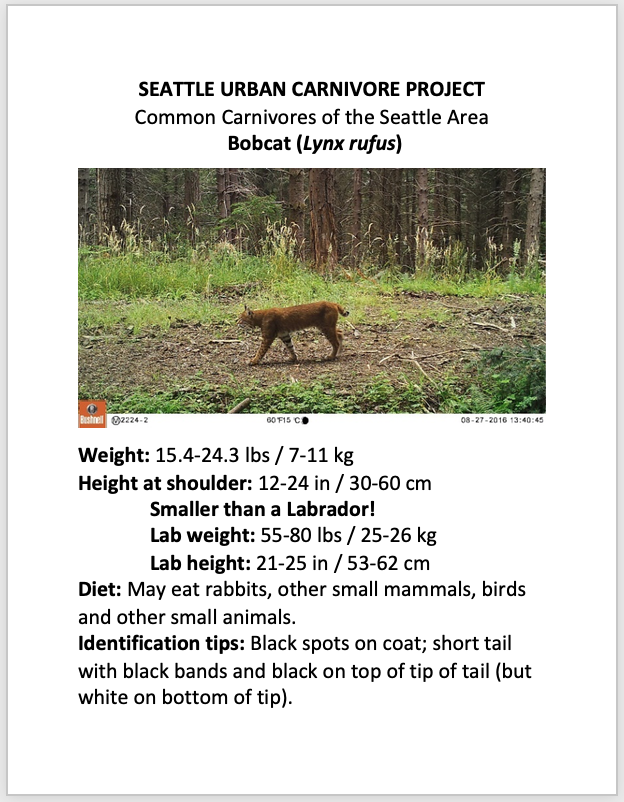 SEATTLE URBAN CARNIVORE PROJECT
Common Carnivores of the Seattle Area
Bobcat (Lynx rufus)
Bushnell M2224-2 60°F15°C 08-27-2016 13:40:45
Weight: 15.4-24.3 lbs / 7-11 kg
Height at shoulder: 12-24 in / 30-60 cm
Smaller than a Labrador!
Lab weight: 55-80 lbs / 25-26 kg
Lab height: 21-25 in / 53-62 cm
Diet: May eat rabbits, other small mammals, birds
and other small animals.
Identification tips: Black spots on coat; short tail
with black bands and black on top of tip of tail (but
white on bottom of tip).